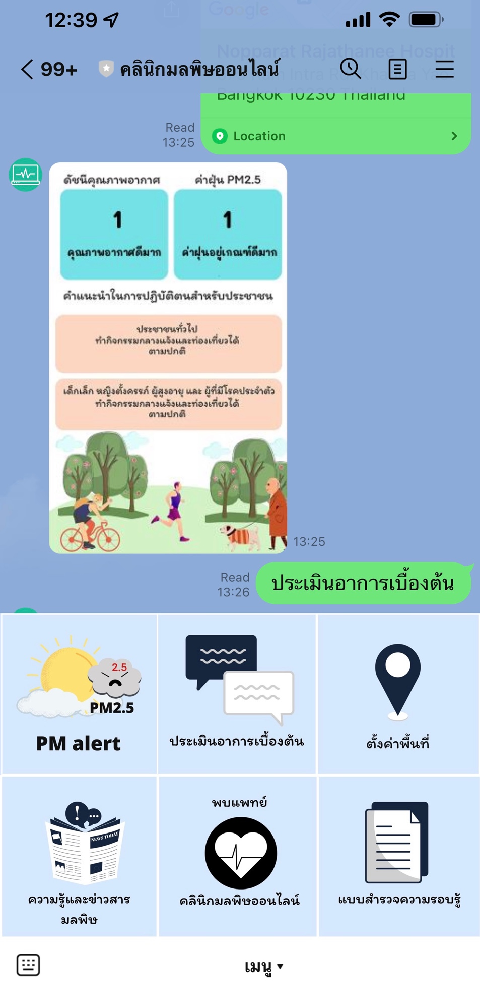 Google
12:39
Nopparat Rajathanee Hospit
99+
คลินิกมลพิษออนไลน์
Bangkok 10230 Thailand
Read
13:25
Location
ดัชนีคุณภาพอากาศ
ค่าฝุ่น PM2.5
1
1
คุณภาพอากาศดีมาก
ค่าฝุ่นอยู่เกณฑ์ดีมาก
คำแนะนำในการปฏิบัติตนสำหรับประชาชน
ประชาชนทั่วไป
ทำกิจกรรมกลางแจ้งและท่องเที่ยวได้
ตามปกติ
เด็กเล็ก หญิงตั้งครรภ์ ผู้สูงอายุ และ ผู้ที่มีโรคประจำตัว
ทำกิจกรรมกลางแจ้งและท่องเที่ยวได้
ตามปกติ
13:25
Read
13:26
ประเมินอาการเบื้องต้น
2.5
PM2.5
PM alert
ประเมินอาการเบื้องต้น
ตั้งค่าพื้นที่
NEWS TODAY
ความรู้และข่าวสาร
มลพิษ
พบแพทย์
คลินิกมลพิษออนไลน์
แบบสำรวจความรอบรู้
เมนู